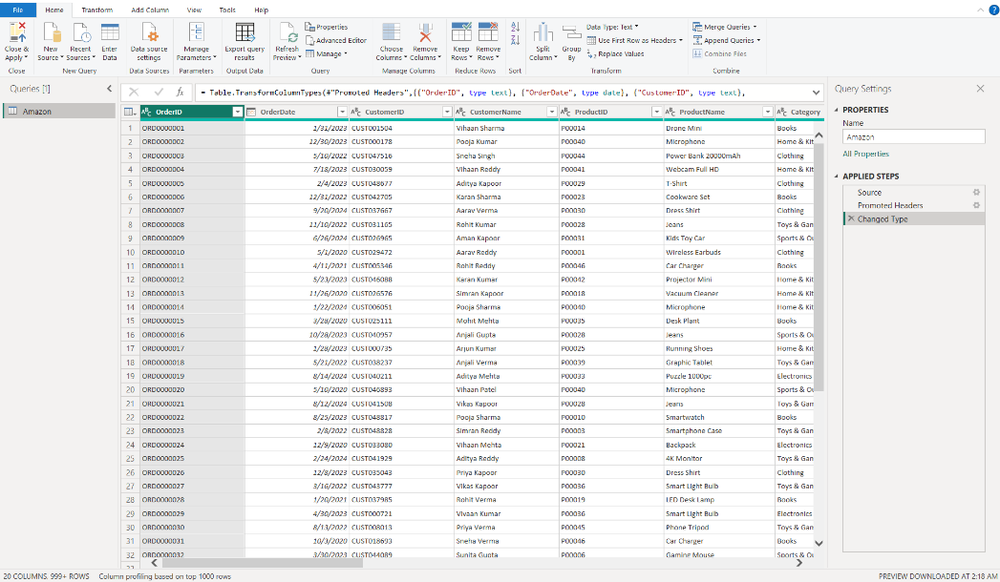 File Home Transform Add Column View Tools Help
Close & Apply
New Source
Recent Sources
Enter Data
Data source settings
Manage Parameters
Export query results
Refresh Preview
Properties
Advanced Editor
Manage
Choose Columns
Remove Columns
Keep Rows
Remove Rows
Split Column
Group By
Data Type: Text
Use First Row as Headers
Replace Values
Merge Queries
Append Queries
Combine Files
Close New Query Data Sources Parameters Output Data Query Manage Columns Reduce Rows Sort Transform Combine
Queries [1]
Amazon
fx = Table.TransformColumnTypes(#"Promoted Headers",{{"OrderID", type text}, {"OrderDate", type date}, {"CustomerID", type text},
OrderID OrderDate CustomerID CustomerName ProductID ProductName Category
1 ORD0000001 1/31/2023 CUST001504 Vihaan Sharma P00014 Drone Mini Books
2 ORD0000002 12/30/2023 CUST000178 Pooja Kumar P00040 Microphone Home & Kit
3 ORD0000003 5/10/2022 CUST047516 Sneha Singh P00044 Power Bank 20000mAh Clothing
4 ORD0000004 7/18/2023 CUST030059 Vihaan Reddy P00041 Webcam Full HD Home & Kit
5 ORD0000005 2/4/2023 CUST048677 Aditya Kapoor P00029 T-Shirt Clothing
6 ORD0000006 12/31/2022 CUST042705 Karan Sharma P00023 Cookware Set Books
7 ORD0000007 9/20/2024 CUST037667 Aarav Verma P00030 Dress Shirt Clothing
8 ORD0000008 11/10/2022 CUST031165 Rohit Kumar P00028 Jeans Toys & Gam
9 ORD0000009 6/26/2024 CUST026965 Aman Kapoor P00031 Kids Toy Car Sports & Ou
10 ORD0000010 5/1/2020 CUST029472 Aarav Reddy P00001 Wireless Earbuds Clothing
11 ORD0000011 4/11/2021 CUST005346 Rohit Reddy P00046 Car Charger Books
12 ORD0000012 5/23/2023 CUST046088 Karan Kumar P00042 Projector Mini Home & Kit
13 ORD0000013 11/26/2020 CUST026576 Simran Kapoor P00018 Vacuum Cleaner Home & Kit
14 ORD0000014 1/22/2024 CUST006051 Pooja Sharma P00040 Microphone Home & Kit
15 ORD0000015 3/28/2020 CUST025111 Mohit Mehta P00035 Desk Plant Books
16 ORD0000016 10/28/2023 CUST040957 Anjali Gupta P00028 Jeans Sports & Ou
17 ORD0000017 1/28/2023 CUST000735 Arjun Kumar P00025 Running Shoes Home & Kit
18 ORD0000018 5/21/2022 CUST038237 Anjali Verma P00039 Graphic Tablet Toys & Gam
19 ORD0000019 8/14/2024 CUST040211 Aditya Mehta P00033 Puzzle 1000pc Electronics
20 ORD0000020 5/10/2020 CUST046893 Vihaan Patel P00040 Microphone Sports & Ou
21 ORD0000021 8/12/2024 CUST041508 Vikas Kapoor P00028 Jeans Toys & Gam
22 ORD0000022 8/25/2023 CUST048817 Pooja Sharma P00010 Smartwatch Books
23 ORD0000023 2/8/2022 CUST048828 Simran Reddy P00003 Smartphone Case Toys & Gam
24 ORD0000024 12/9/2020 CUST033080 Vihaan Mehta P00021 Backpack Electronics
25 ORD0000025 2/24/2024 CUST041929 Aditya Reddy P00008 4K Monitor Toys & Gam
26 ORD0000026 12/8/2023 CUST035043 Priya Kapoor P00030 Dress Shirt Clothing
27 ORD0000027 3/16/2022 CUST043777 Vikas Kapoor P00036 Smart Light Bulb Toys & Gam
28 ORD0000028 1/20/2021 CUST037985 Rohit Verma P00019 LED Desk Lamp Books
29 ORD0000029 4/30/2023 CUST000721 Vivaan Kumar P00036 Smart Light Bulb Electronics
30 ORD0000030 8/13/2022 CUST008013 Priya Verma P00045 Phone Tripod Toys & Gam
31 ORD0000031 10/3/2020 CUST018693 Sneha Verma P00046 Car Charger Books
32 ORD0000032 3/30/2023 CUST044089 Sunita Gupta P00006 Gaming Mouse Sports & Ou
Query Settings
PROPERTIES
Name
Amazon
All Properties
APPLIED STEPS
Source
Promoted Headers
Changed Type
20 COLUMNS, 999+ ROWS Column profiling based on top 1000 rows PREVIEW DOWNLOADED AT 2:18 AM